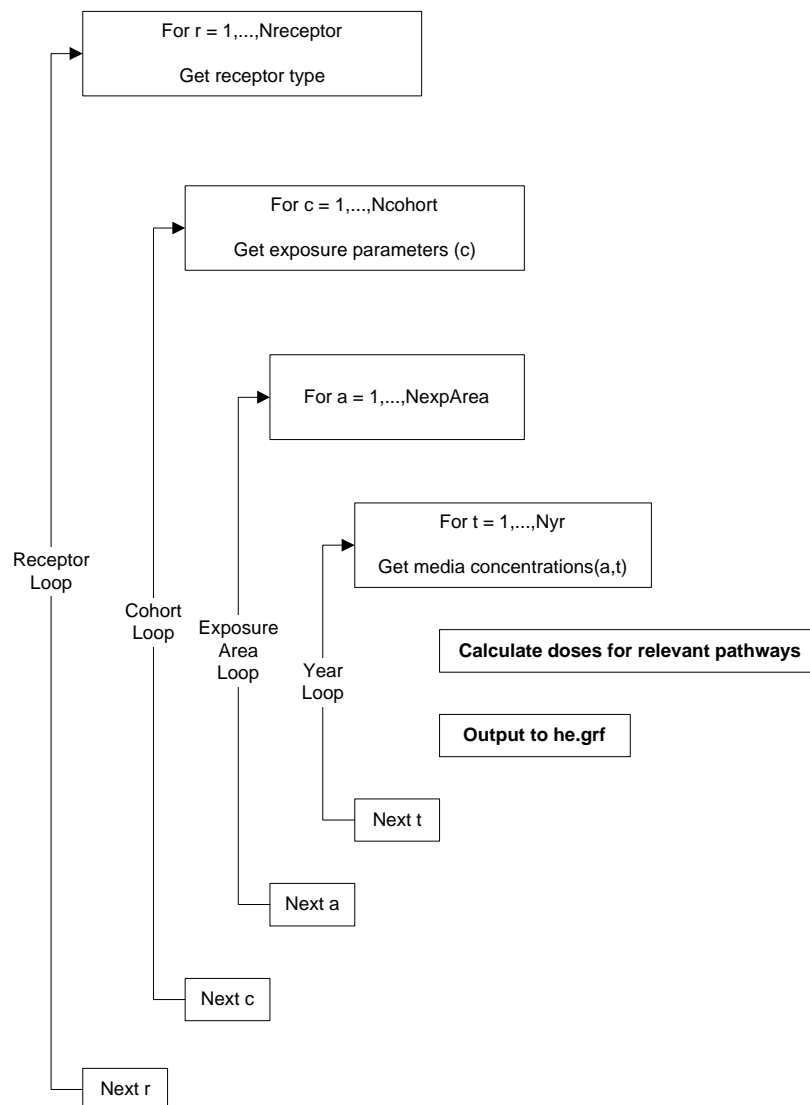 For r = 1,...,Nreceptor
Get receptor type
For c = 1,...,Ncohort
Get exposure parameters (c)
For a = 1,...,NexpArea
For t = 1,...,Nyr
Get media concentrations(a,t)
Receptor
Loop
Cohort
Loop
Exposure
Area
Loop
Year
Loop
Calculate doses for relevant pathways
Output to he.grf
Next t
Next a
Next c
Next r